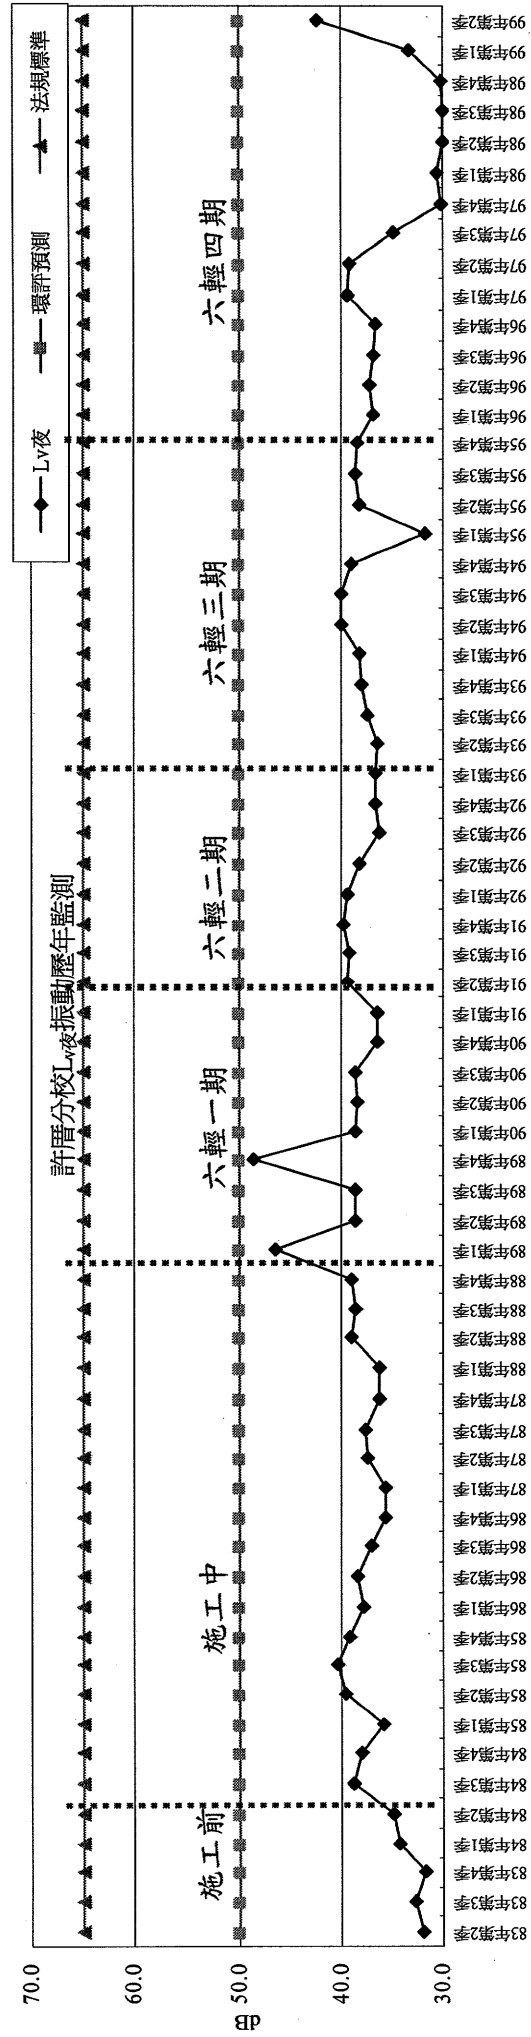 許厝分校Lv夜振動歷年監測
Lv夜 環評預測 法規標準
70.0
60.0
50.0
40.0
30.0
dB
施工前 施工中 六輕一期 六輕二期 六輕三期 六輕四期
83年第2季
83年第3季
83年第4季
84年第1季
84年第2季
84年第3季
84年第4季
85年第1季
85年第2季
85年第3季
85年第4季
86年第1季
86年第2季
86年第3季
86年第4季
87年第1季
87年第2季
87年第3季
87年第4季
88年第1季
88年第2季
88年第3季
88年第4季
89年第1季
89年第2季
89年第3季
89年第4季
90年第1季
90年第2季
90年第3季
90年第4季
91年第1季
91年第2季
91年第3季
91年第4季
92年第1季
92年第2季
92年第3季
92年第4季
93年第1季
93年第2季
93年第3季
93年第4季
94年第1季
94年第2季
94年第3季
94年第4季
95年第1季
95年第2季
95年第3季
95年第4季
96年第1季
96年第2季
96年第3季
96年第4季
97年第1季
97年第2季
97年第3季
97年第4季
98年第1季
98年第2季
98年第3季
98年第4季
99年第1季
99年第2季